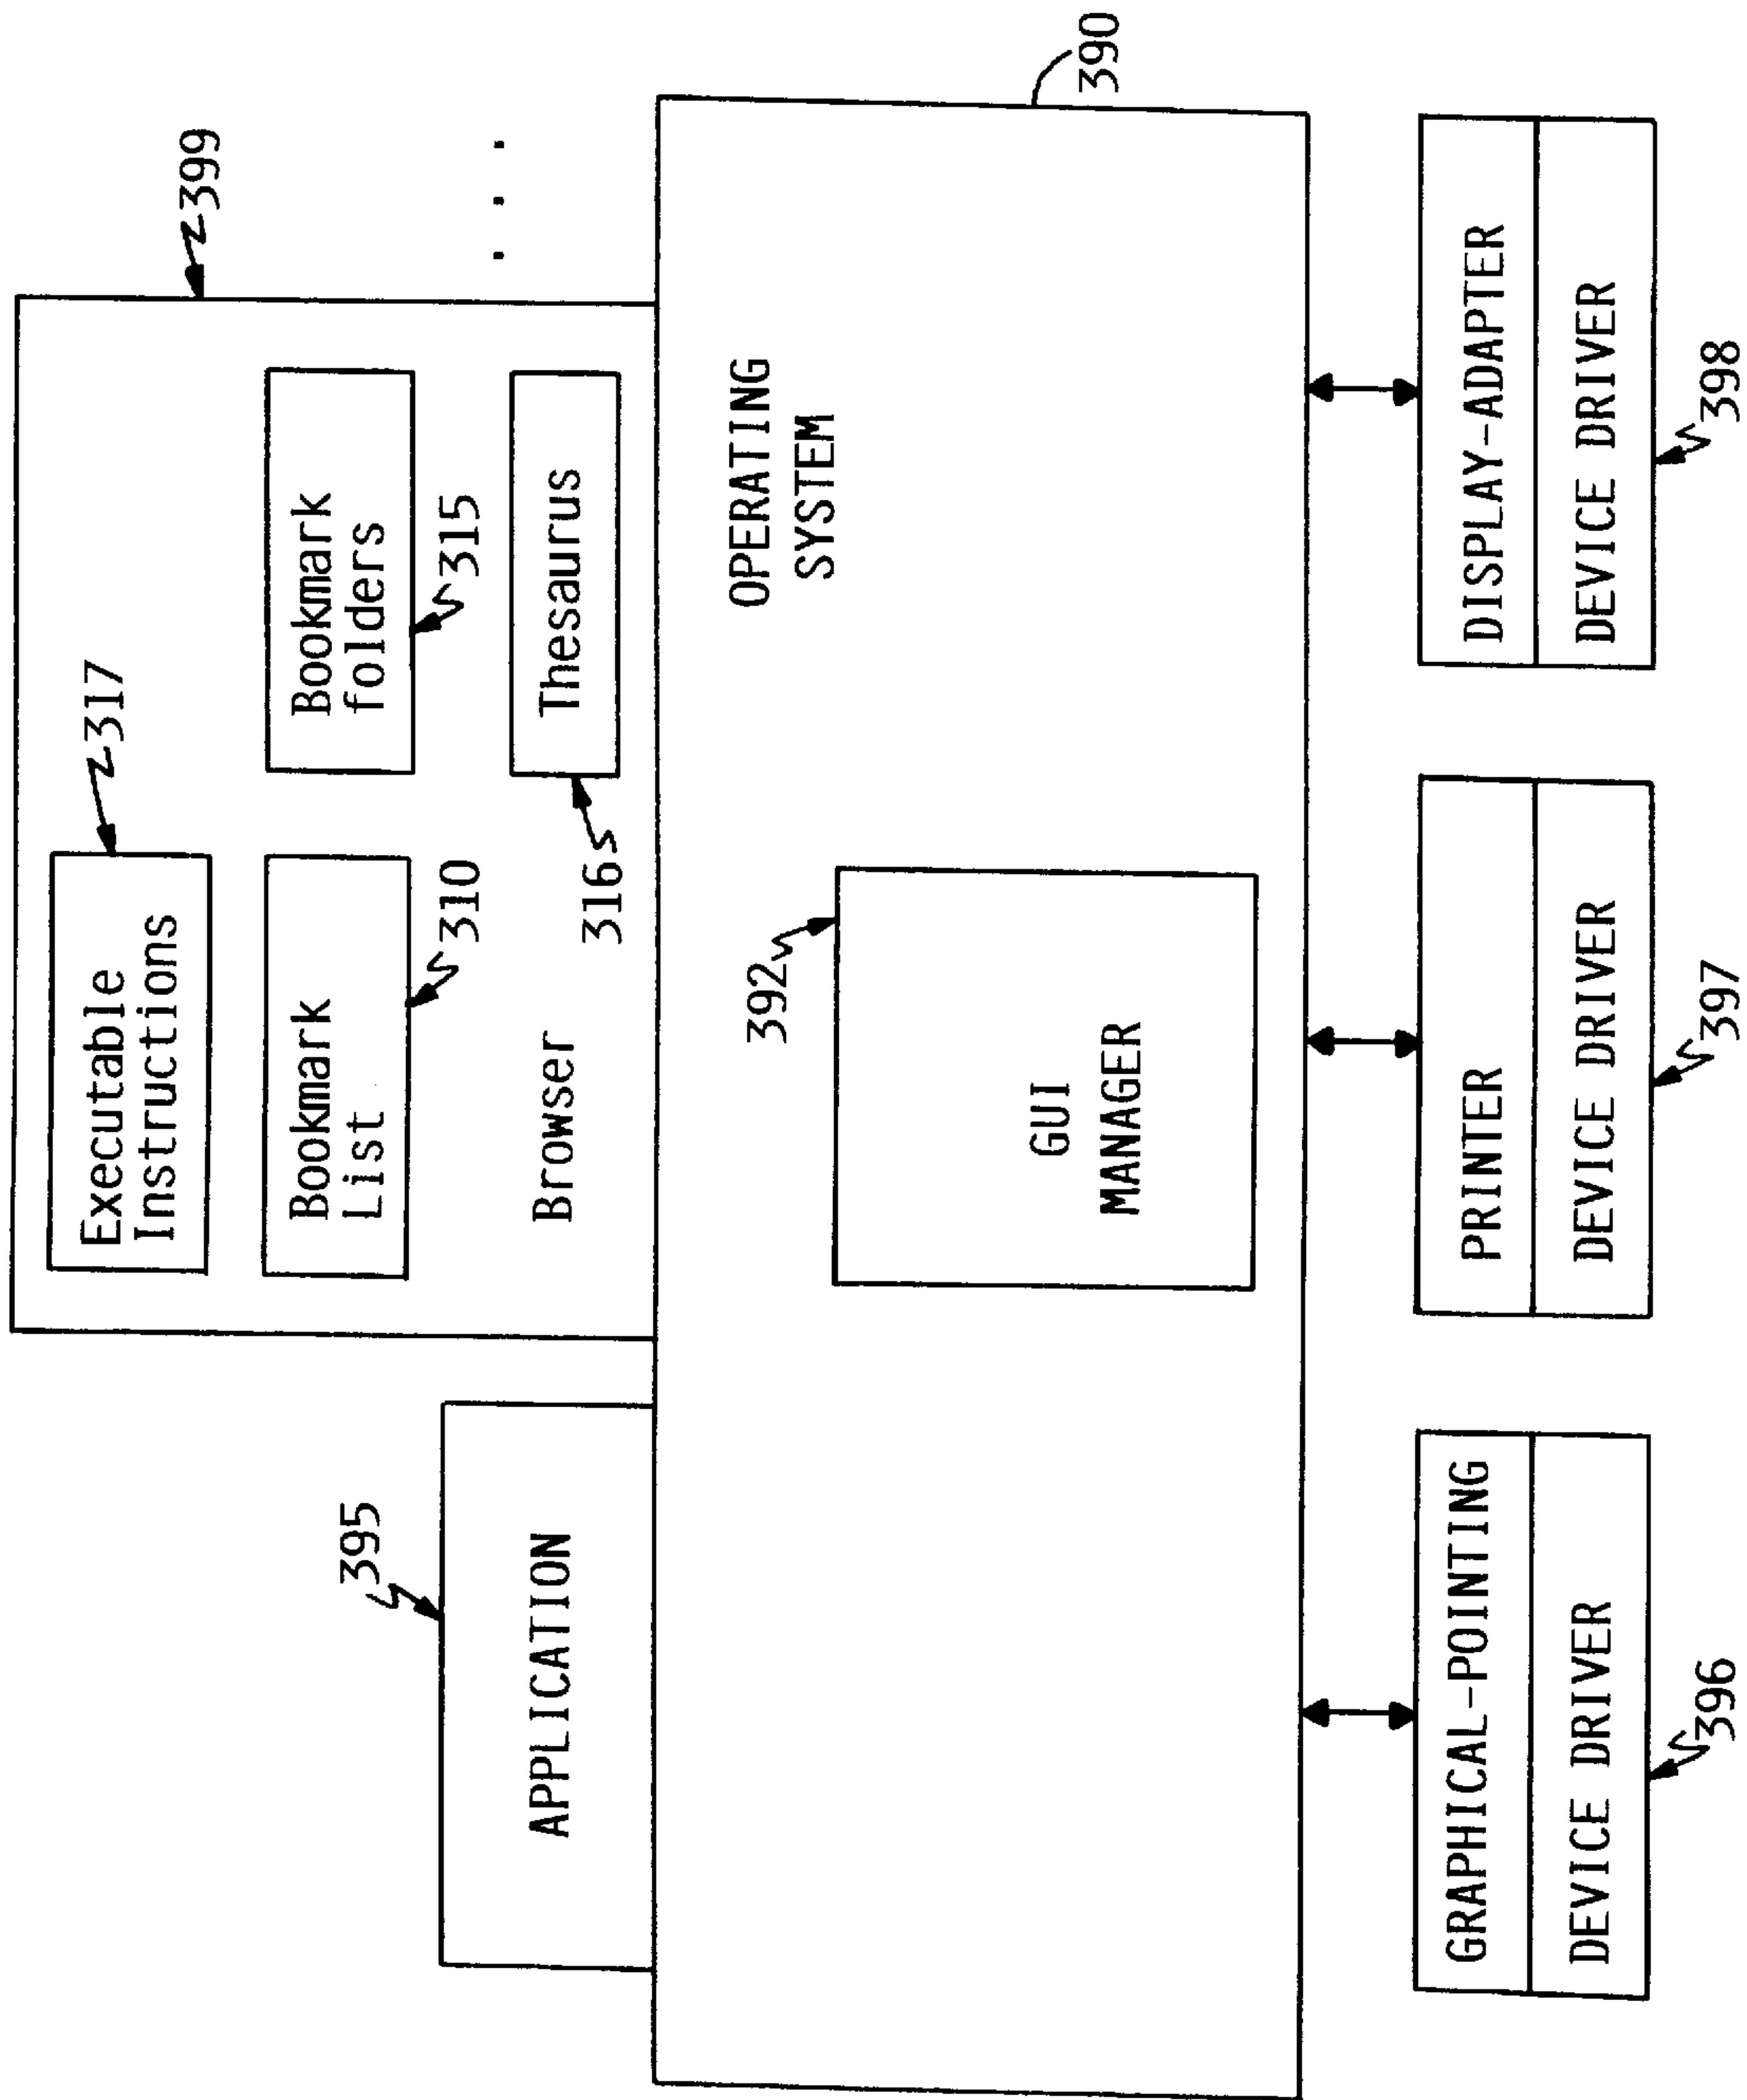 399
317
Executable
Instructions
Bookmark
List
310
Bookmark
folders
315
Browser
316
Thesaurus
. . .
395
APPLICATION
OPERATING
SYSTEM
390
392
GUI
MANAGER
GRAPHICAL-POINTING
DEVICE DRIVER
396
PRINTER
DEVICE DRIVER
397
DISPLAY-ADAPTER
DEVICE DRIVER
398